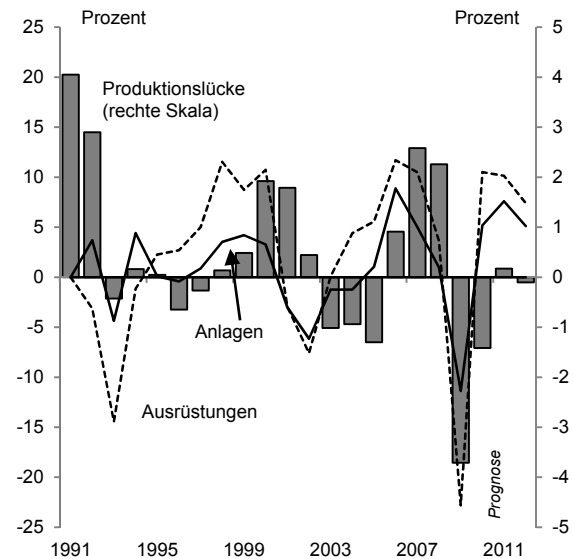 Prozent Prozent
25 5
20 4
Produktionslücke
(rechte Skala)
15 3
10 2
5 1
0 0
Anlagen
-5 -1
-10 -2
Ausrüstungen
-15 -3
-20 -4
Prognose
-25 -5
1991 1995 1999 2003 2007 2011